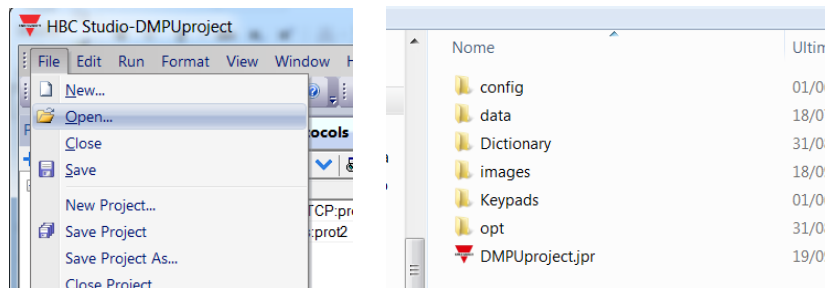 HBC Studio-DMPUproject
File Edit Run Format View Window
New...
Open...
Close
ocols
Save
New Project...
TCP:pr
Save Project
:prot2
Save Project As...
Close Project
Nome
config
01/0
data
18/0
Dictionary
31/0
images
18/0
Keypads
01/0
opt
31/0
DMPUproject.jpr
19/0